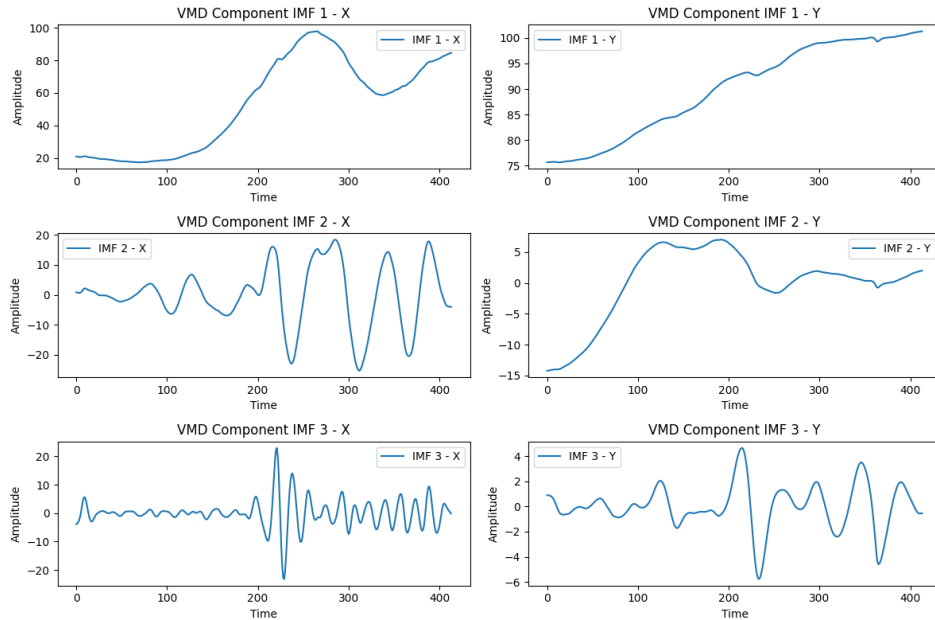 VMD Component IMF 1 - X
100
80
60
40
20
Amplitude
IMF 1 - X
0
100
200
300
400
Time
VMD Component IMF 1 - Y
100
95
90
85
80
75
Amplitude
IMF 1 - Y
0
100
200
300
400
Time
VMD Component IMF 2 - X
20
10
0
−10
−20
Amplitude
IMF 2 - X
0
100
200
300
400
Time
VMD Component IMF 2 - Y
5
0
−5
−10
−15
Amplitude
IMF 2 - Y
0
100
200
300
400
Time
VMD Component IMF 3 - X
20
10
0
−10
−20
Amplitude
IMF 3 - X
0
100
200
300
400
Time
VMD Component IMF 3 - Y
4
2
0
−2
−4
−6
Amplitude
IMF 3 - Y
0
100
200
300
400
Time